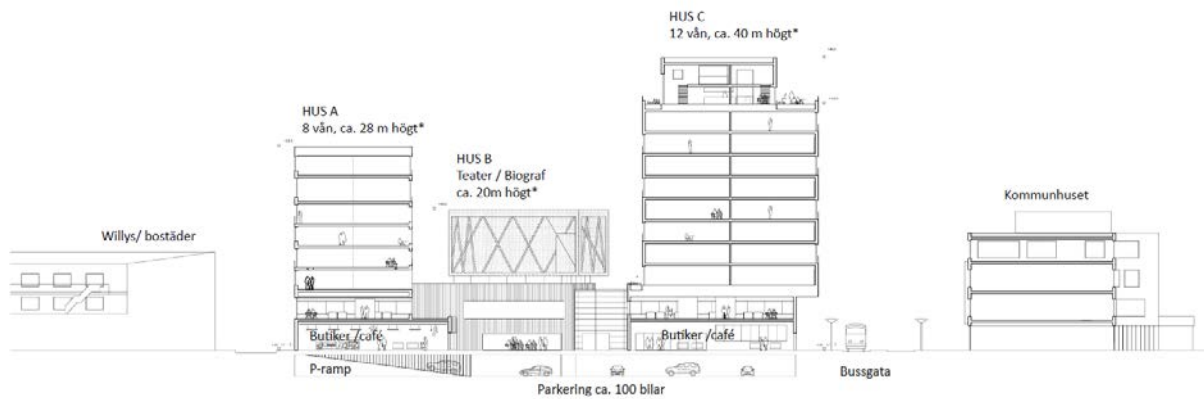 HUS C
12 vån, ca. 40 m högt*
HUS A
8 vån, ca. 28 m högt*
HUS B
Teater / Biograf
ca. 20m högt*
Kommunhuset
Willys/ bostäder
Butiker /café
Butiker /café
P-ramp
Bussgata
Parkering ca. 100 bilar